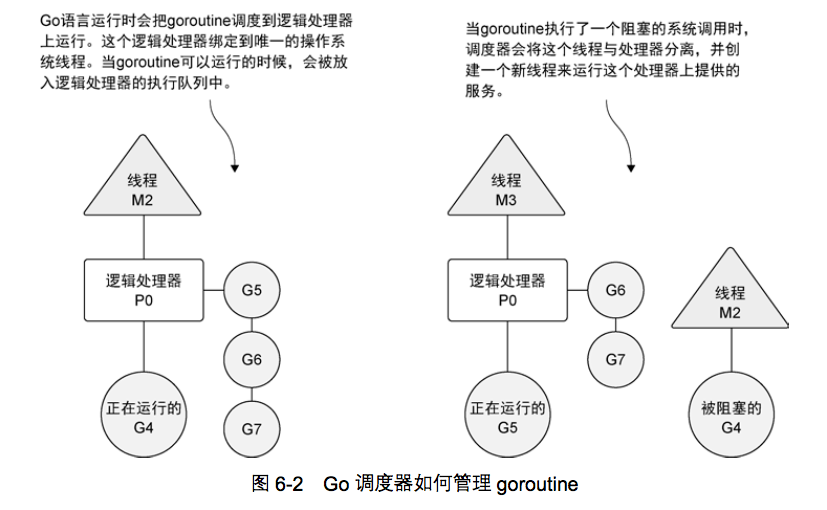 Go语言运行时会把goroutine调度到逻辑处理器
上运行。这个逻辑处理器绑定到唯一的操作系
统线程。当goroutine可以运行的时候，会被放
入逻辑处理器的执行队列中。
线程
M2
逻辑处理器
P0
G5
G6
G7
正在运行的
G4
当goroutine执行了一个阻塞的系统调用时，
调度器会将这个线程与处理器分离，并创
建一个新线程来运行这个处理器上提供的
服务。
线程
M3
逻辑处理器
P0
G6
G7
正在运行的
G5
线程
M2
被阻塞的
G4
图 6-2 Go 调度器如何管理 goroutine